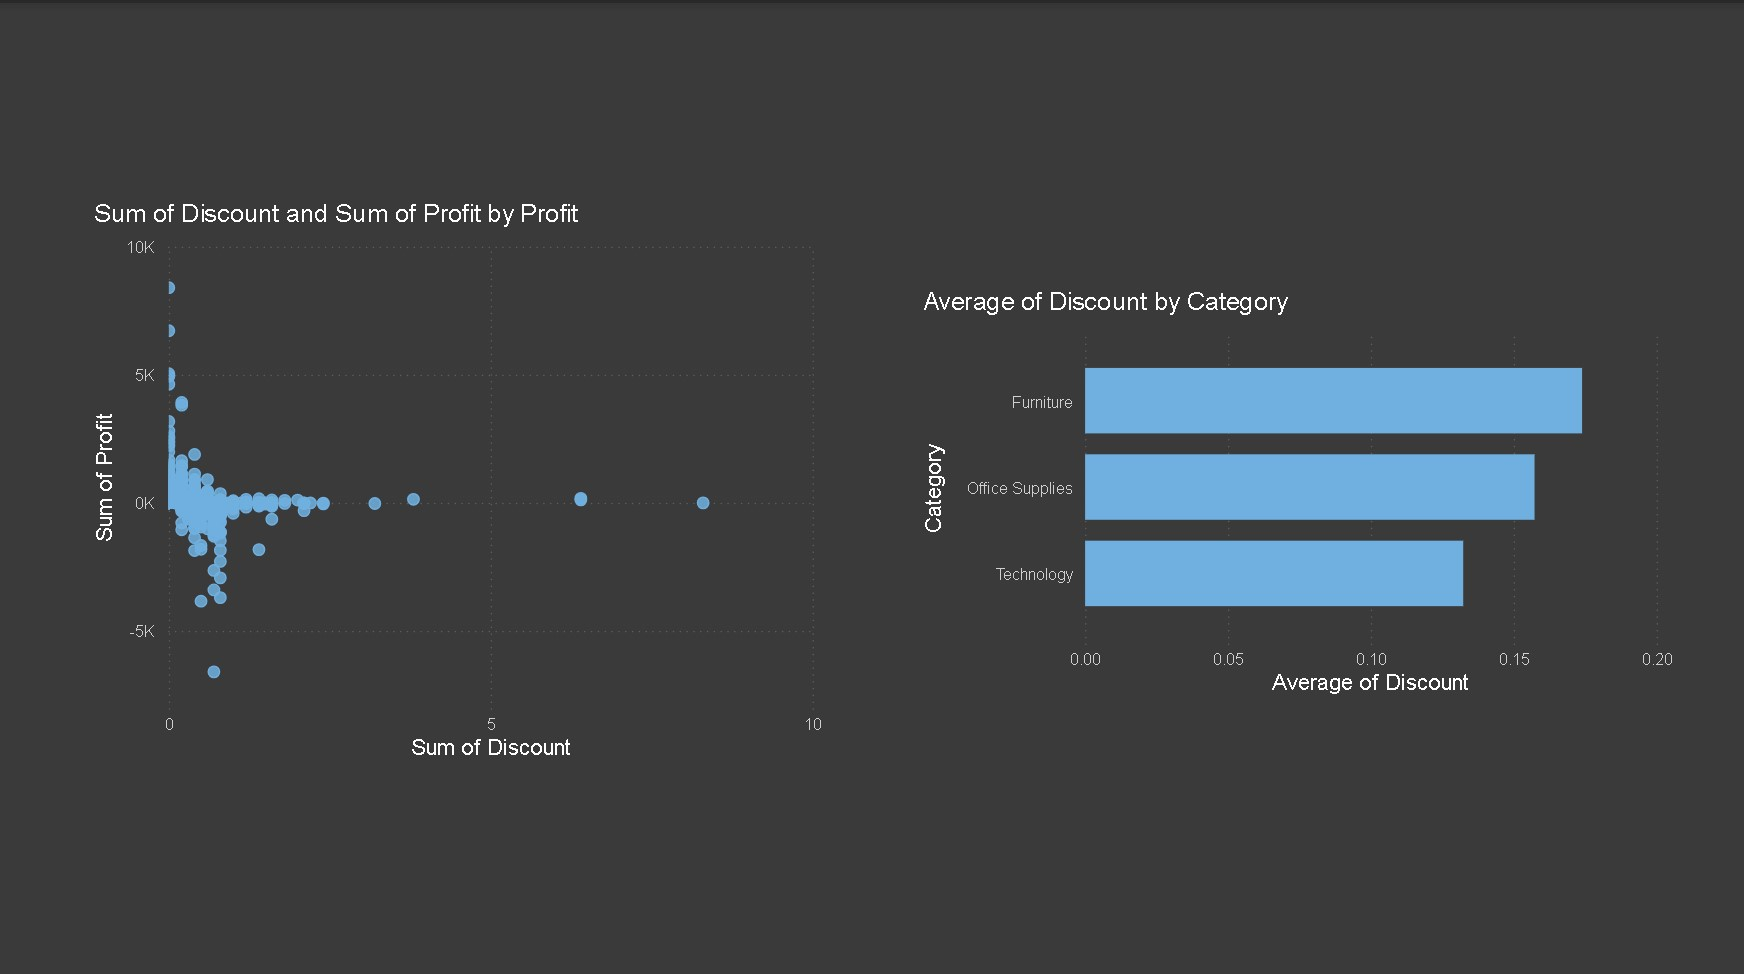 Sum of Discount and Sum of Profit by Profit
10K
5K
0K
-5K
Sum of Profit
0 5 10
Sum of Discount
Average of Discount by Category
Furniture
Office Supplies
Technology
Category
0.00 0.05 0.10 0.15 0.20
Average of Discount